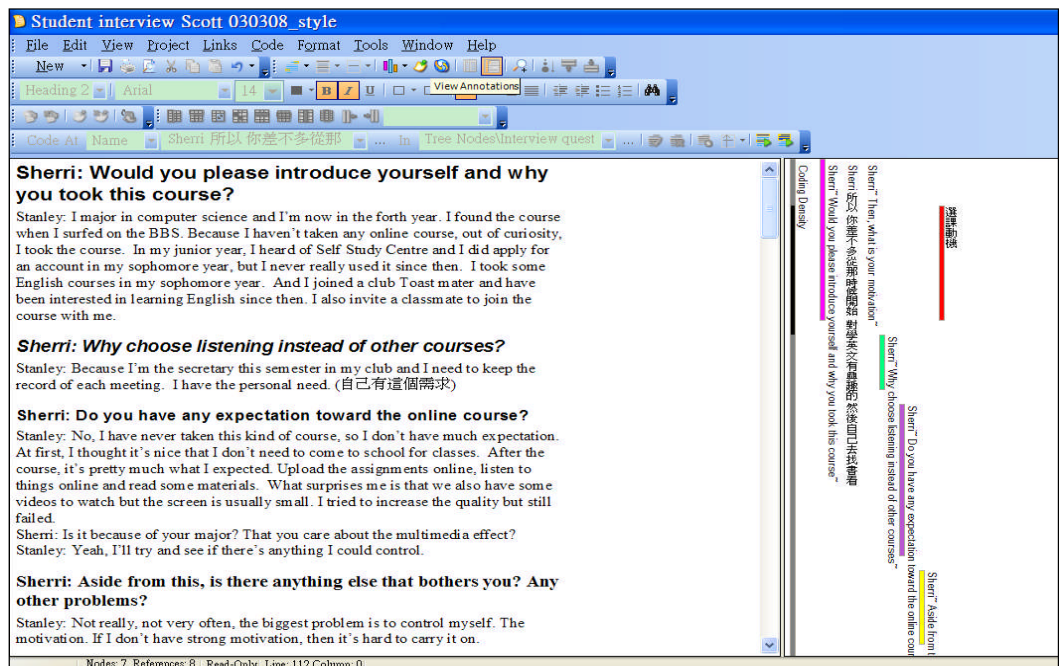 Student interview Scott 030308_style
File Edit View Project Links Code Format Tools Window Help
New
Heading 2 Arial 14 B I U View Annotations
Code At Name Sherri 所以 你差不多從那 ... In Tree Nodes\Interview quest ...
Sherri: Would you please introduce yourself and why
you took this course?
Stanley: I major in computer science and I'm now in the forth year. I found the course
when I surfed on the BBS. Because I haven't taken any online course, out of curiosity,
I took the course. In my junior year, I heard of Self Study Centre and I did apply for
an account in my sophomore year, but I never really used it since then. I took some
English courses in my sophomore year. And I joined a club Toast mater and have
been interested in learning English since then. I also invite a classmate to join the
course with me.
Sherri: Why choose listening instead of other courses?
Stanley: Because I'm the secretary this semester in my club and I need to keep the
record of each meeting. I have the personal need. (自己有這個需求)
Sherri: Do you have any expectation toward the online course?
Stanley: No, I have never taken this kind of course, so I don't have much expectation.
At first, I thought it's nice that I don't need to come to school for classes. After the
course, it's pretty much what I expected. Upload the assignments online, listen to
things online and read some materials. What surprises me is that we also have some
videos to watch but the screen is usually small. I tried to increase the quality but still
failed.
Sherri: Is it because of your major? That you care about the multimedia effect?
Stanley: Yeah, I'll try and see if there's anything I could control.
Sherri: Aside from this, is there anything else that bothers you? Any
other problems?
Stanley: Not really, not very often, the biggest problem is to control myself. The
motivation. If I don't have strong motivation, then it's hard to carry it on.
Coding Density
Sherri~ Would you please introduce yourself and why you took this course~
Sherri 所以 你差不多從那時候開始 對學英文有興趣的 然後自己去找書看
Sherri~ Then, what is your motivation~
Sherri~ Why choose listening instead of other courses~
Sherri~ Do you have any expectation toward the online cour
Sherri~ Aside from t
選課動機
Nodes: 7 References: 8 Read-Only Line: 112 Column: 0